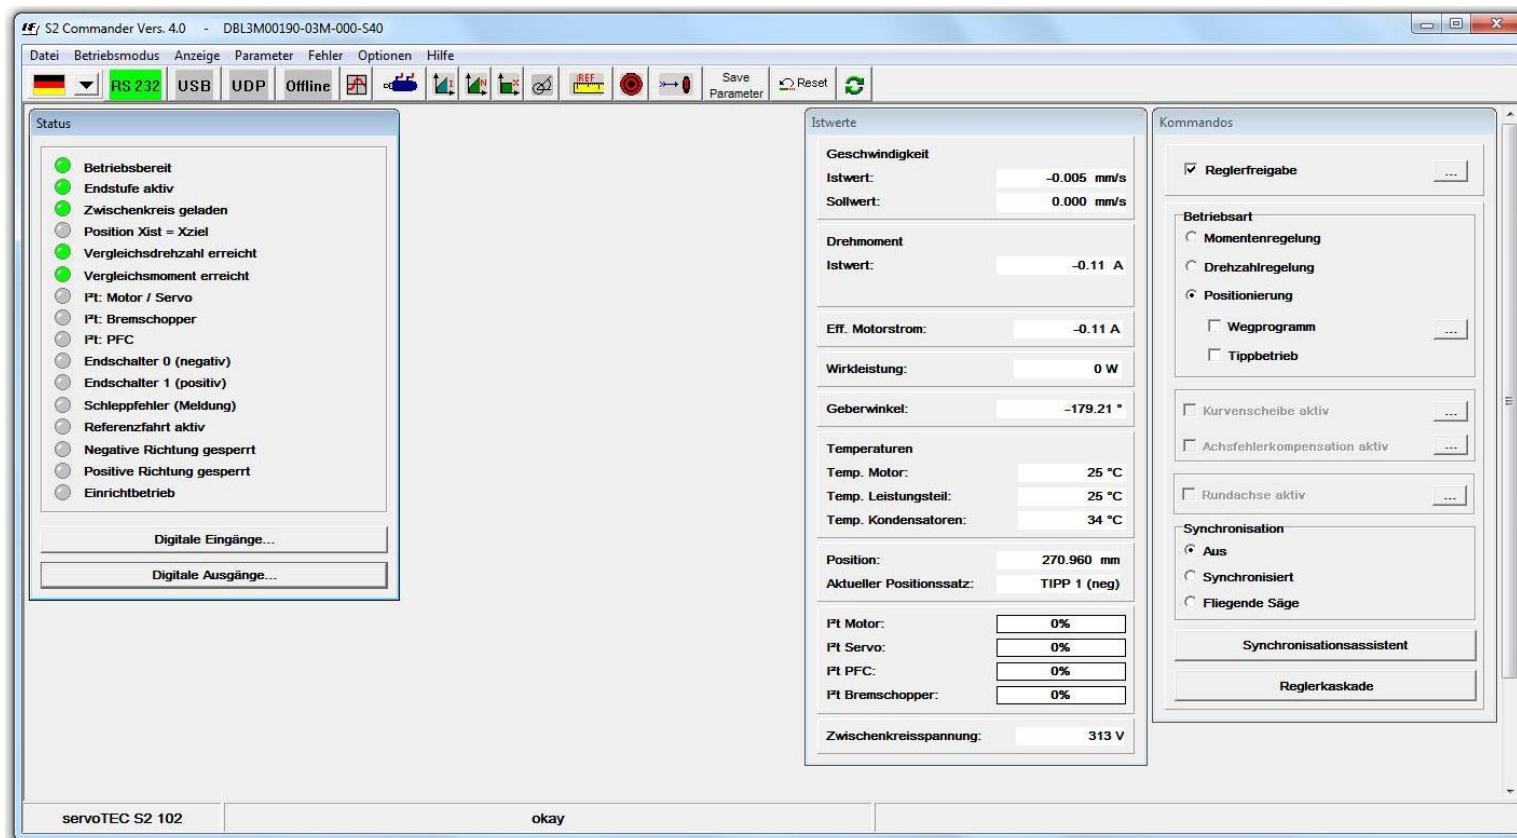 S2 Commander Vers. 4.0 - DBL3M00190-03M-000-S40
Datei Betriebsmodus Anzeige Parameter Fehler Optionen Hilfe
RS 232 USB UDP Offline REF Save Parameter Reset
Status
Betriebsbereit
Endstufe aktiv
Zwischenkreis geladen
Position Xist = Xziel
Vergleichsdrehzahl erreicht
Vergleichsmoment erreicht
I²t: Motor / Servo
I²t: Bremschopper
I²t: PFC
Endschalter 0 (negativ)
Endschalter 1 (positiv)
Schleppfehler (Meldung)
Referenzfahrt aktiv
Negative Richtung gesperrt
Positive Richtung gesperrt
Einrichtbetrieb
Digitale Eingänge...
Digitale Ausgänge...
Istwerte
Geschwindigkeit
Istwert: -0.005 mm/s
Sollwert: 0.000 mm/s
Drehmoment
Istwert: -0.11 A
Eff. Motorstrom: -0.11 A
Wirkleistung: 0 W
Geberwinkel: -179.21 °
Temperaturen
Temp. Motor: 25 °C
Temp. Leistungsteil: 25 °C
Temp. Kondensatoren: 34 °C
Position: 270.960 mm
Aktueller Positionssatz: TIPP 1 (neg)
I²t Motor: 0%
I²t Servo: 0%
I²t PFC: 0%
I²t Bremschopper: 0%
Zwischenkreisspannung: 313 V
Kommandos
Reglerfreigabe ...
Betriebsart
Momentenregelung
Drehzahlregelung
Positionierung
Wegprogramm ...
Tippbetrieb
Kurvenscheibe aktiv ...
Achsfehlerkompensation aktiv ...
Rundachse aktiv ...
Synchronisation
Aus
Synchronisiert
Fliegende Säge
Synchronisationsassistent
Reglerkaskade
servoTEC S2 102 okay